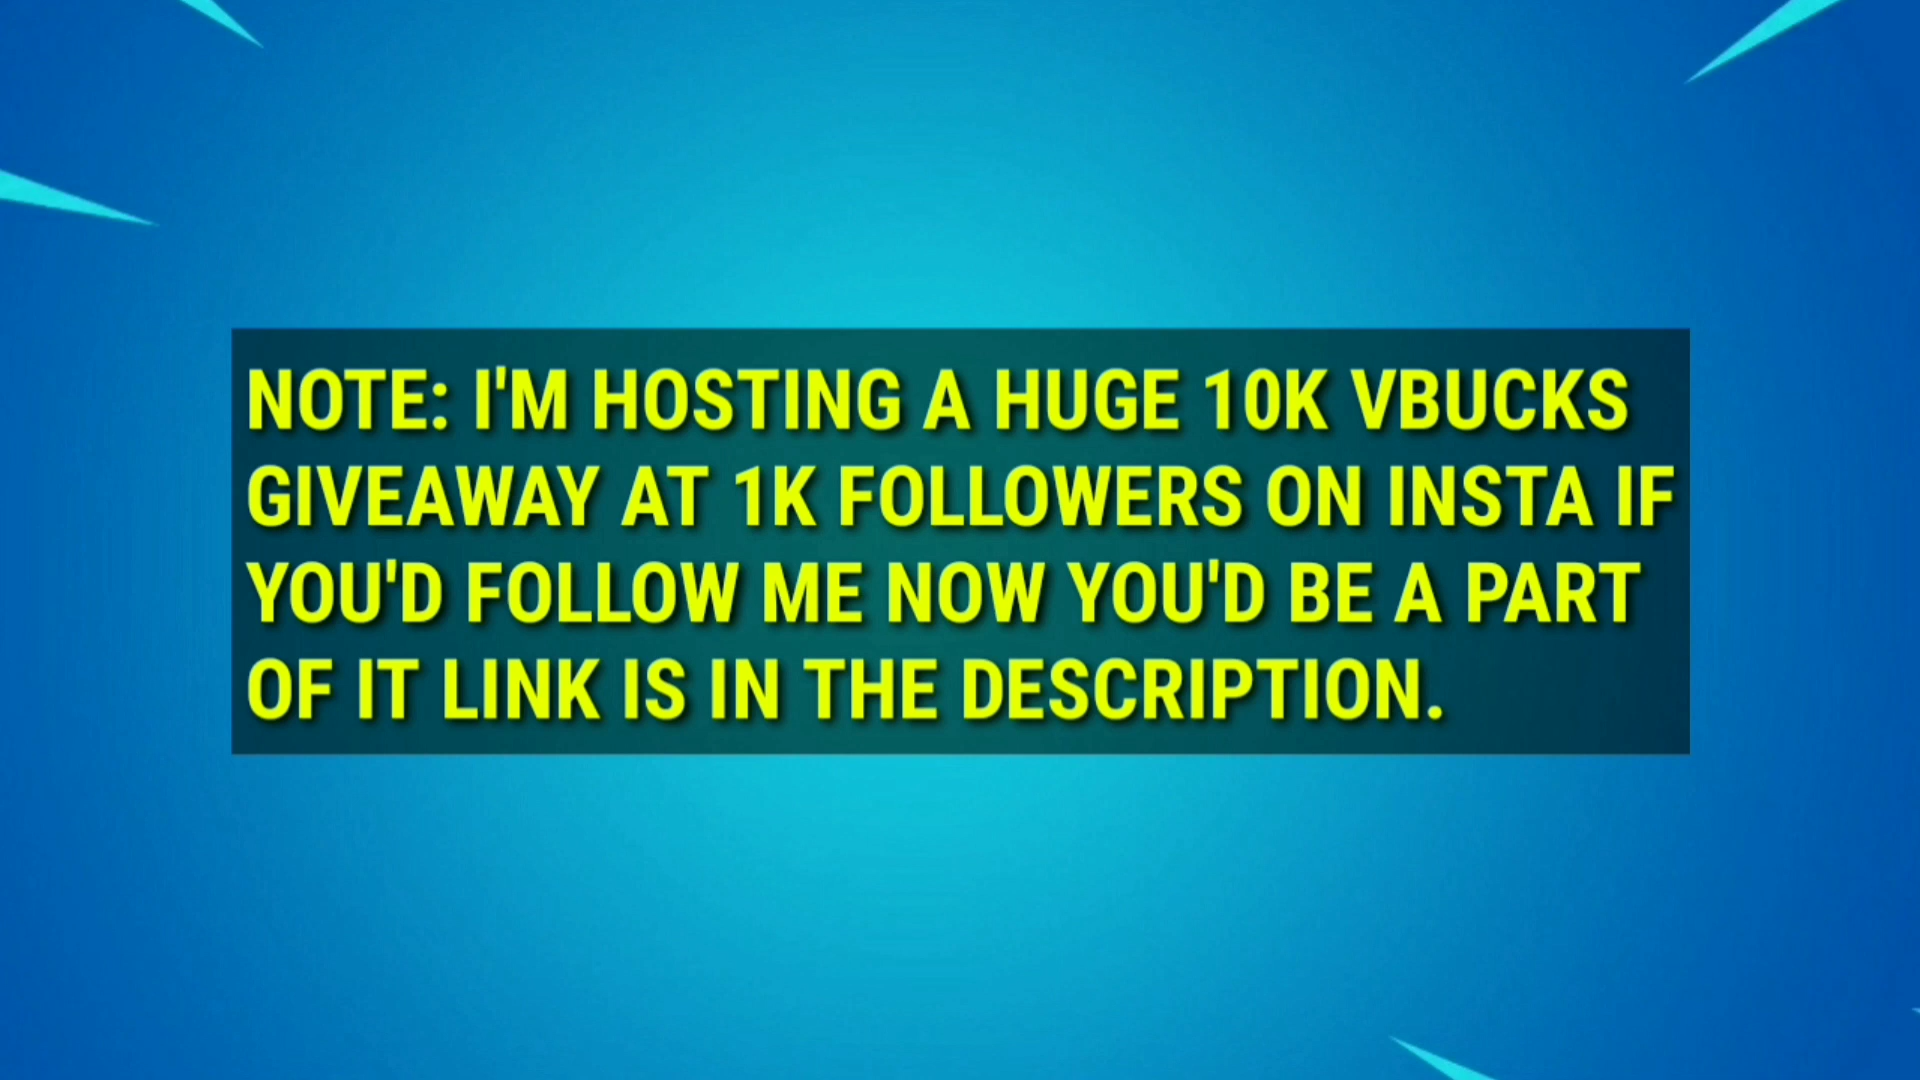 NOTE: I'M HOSTING A HUGE 10K VBUCKS
GIVEAWAY AT 1K FOLLOWERS ON INSTA IF
YOU'D FOLLOW ME NOW YOU'D BE A PART
OF IT LINK IS IN THE DESCRIPTION.